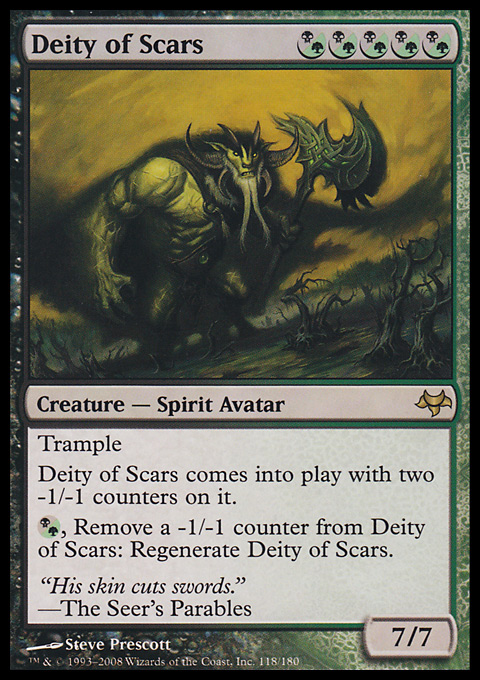 Deity of Scars
Creature — Spirit Avatar
Trample
Deity of Scars comes into play with two
-1/-1 counters on it.
, Remove a -1/-1 counter from Deity
of Scars: Regenerate Deity of Scars.
“His skin cuts swords.”
—The Seer's Parables
7/7
Steve Prescott
™ & © 1993–2008 Wizards of the Coast, Inc. 118/180